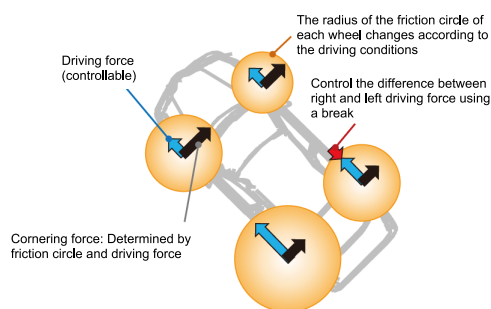 The radius of the friction circle of
each wheel changes according to
the driving conditions
Driving force
(controllable)
Control the difference between
right and left driving force using
a break
Cornering force: Determined by
friction circle and driving force